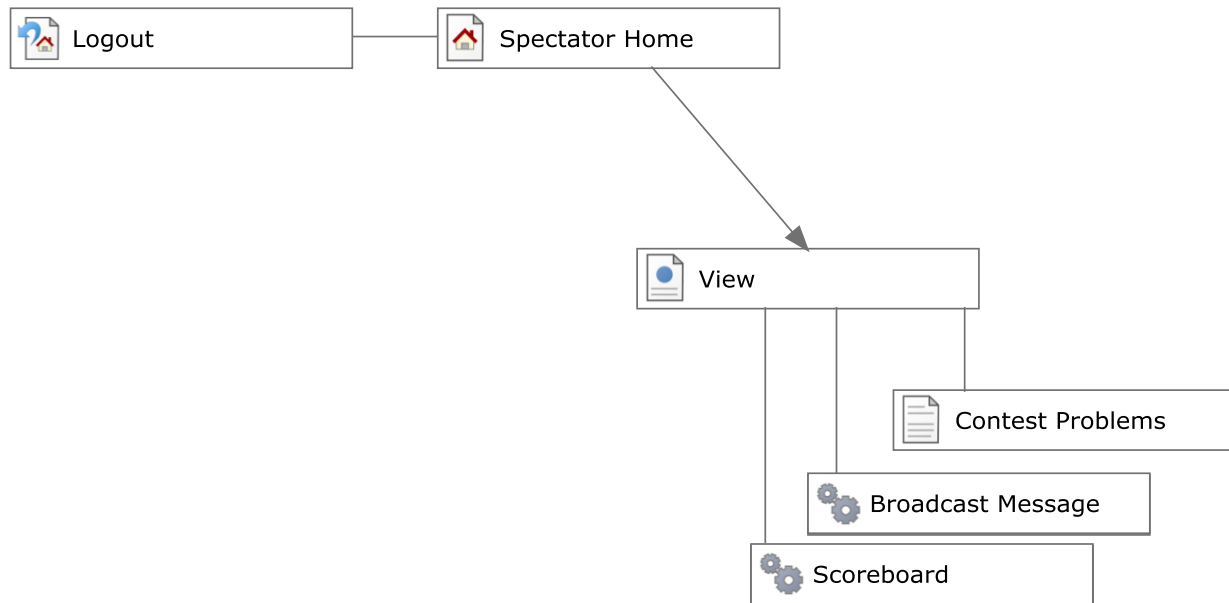 Logout
Spectator Home
View
Contest Problems
Broadcast Message
Scoreboard